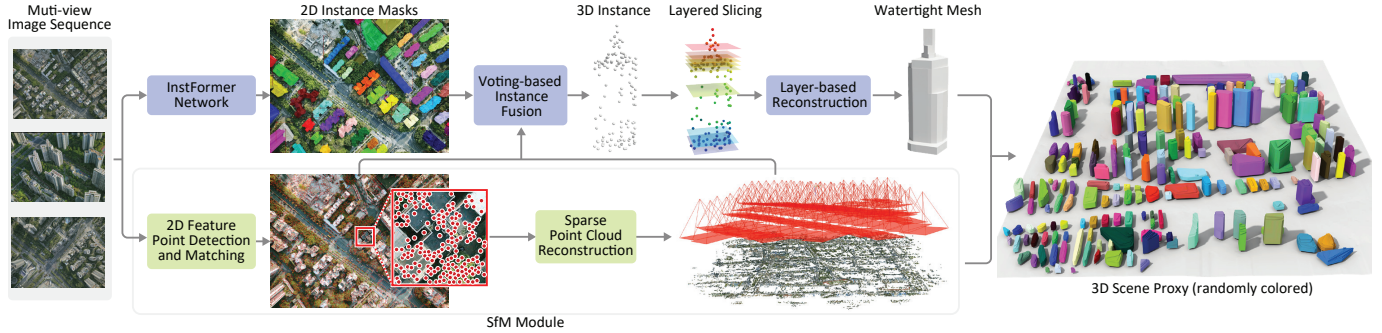 Muti-view
Image Sequence
2D Instance Masks
3D Instance
Layered Slicing
Watertight Mesh
InstFormer
Network
Voting-based
Instance
Fusion
Layer-based
Reconstruction
2D Feature
Point Detection
and Matching
Sparse
Point Cloud
Reconstruction
3D Scene Proxy (randomly colored)
SfM Module